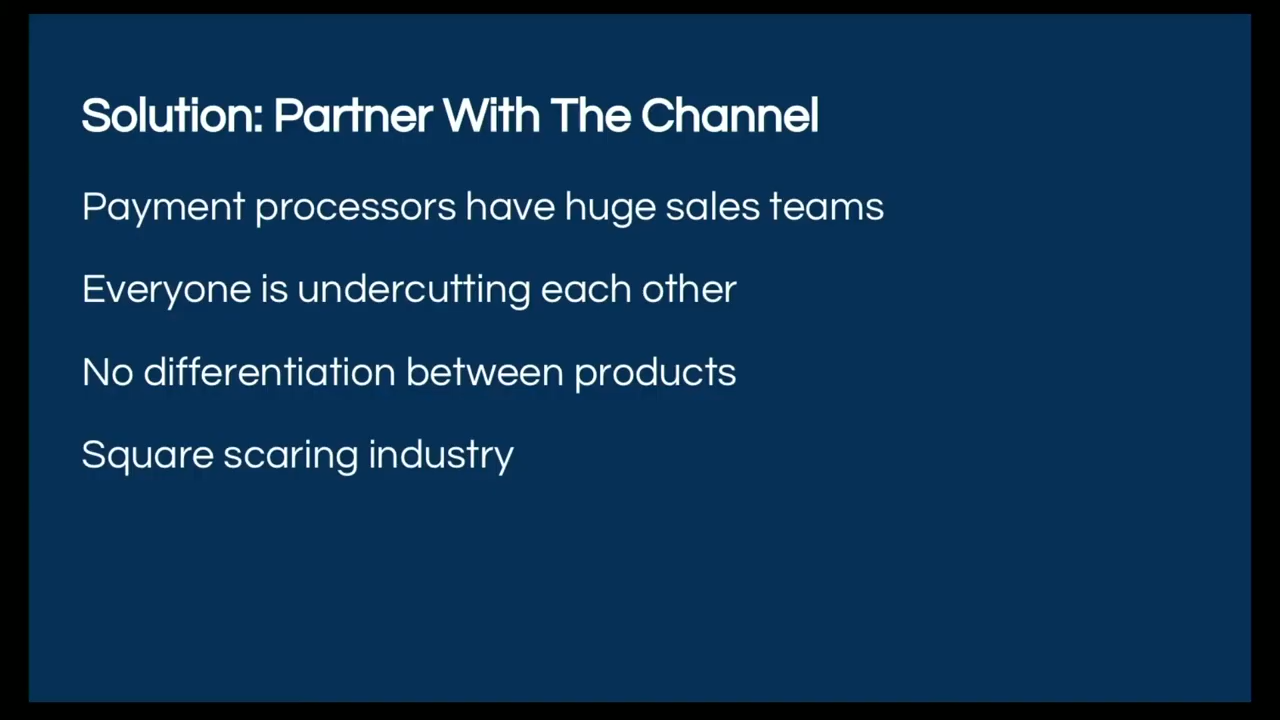 Solution: Partner With The Channel
Payment processors have huge sales teams
Everyone is undercutting each other
No differentiation between products
Square scaring industry